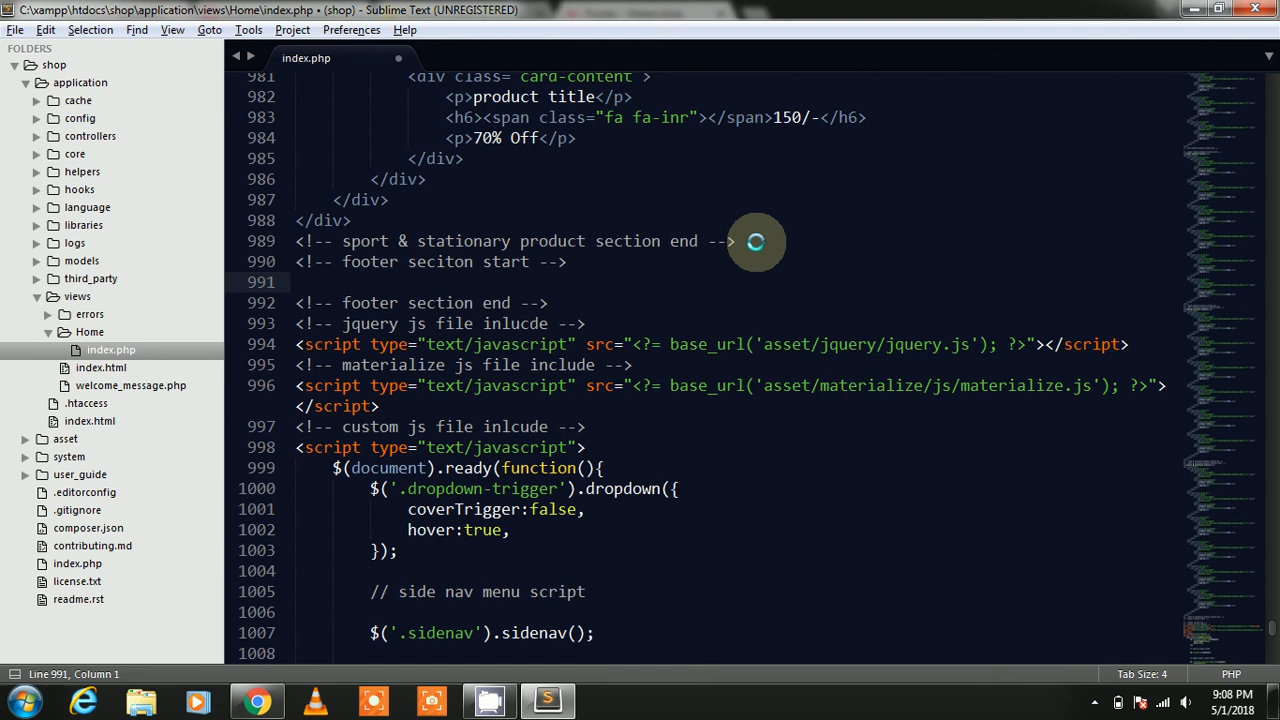 C:\xampp\htdocs\shop\application\views\Home\index.php • (shop) - Sublime Text (UNREGISTERED)
File Edit Selection Find View Goto Tools Project Preferences Help
FOLDERS
shop
application
cache
config
controllers
core
helpers
hooks
language
libraries
logs
models
third_party
views
errors
Home
index.php
index.html
welcome_message.php
.htaccess
index.html
asset
system
user_guide
.editorconfig
.gitignore
composer.json
contributing.md
index.php
license.txt
readme.rst
index.php
981 <div class= card-content >
982 <p>product title</p>
983 <h6><span class="fa fa-inr"></span>150/-</h6>
984 <p>70% Off</p>
985 </div>
986 </div>
987 </div>
988 </div>
989 <!-- sport & stationary product section end -->
990 <!-- footer seciton start -->
991
992 <!-- footer section end -->
993 <!-- jquery js file inlucde -->
994 <script type="text/javascript" src="<?= base_url('asset/jquery/jquery.js'); ?>"></script>
995 <!-- materialize js file include -->
996 <script type="text/javascript" src="<?= base_url('asset/materialize/js/materialize.js'); ?>">
</script>
997 <!-- custom js file inlcude -->
998 <script type="text/javascript">
999 $(document).ready(function(){
1000 $('.dropdown-trigger').dropdown({
1001 coverTrigger:false,
1002 hover:true,
1003 });
1004
1005 // side nav menu script
1006
1007 $('.sidenav').sidenav();
1008
Line 991, Column 1
Tab Size: 4
PHP
9:08 PM
5/1/2018